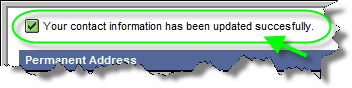 Your contact information has been updated succesfully.
Permanent Address